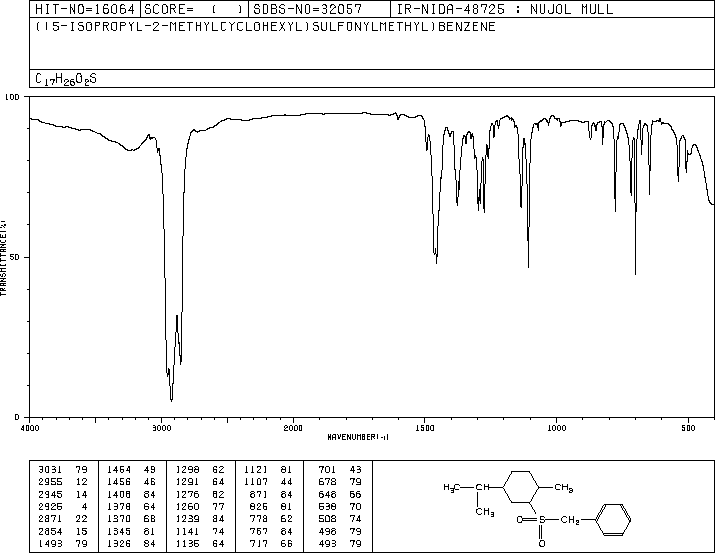 HIT-NO=16064 SCORE= ( ) SDBS-NO=32057 IR-NIDA-48725 : NUJOL MULL
((5-ISOPROPYL-2-METHYLCYCLOHEXYL)SULFONYLMETHYL)BENZENE
C17H26O2S
100
50
0
TRANSMITTANCE(%)
4000 3000 2000 1500 1000 500
WAVENUMBER(-1)
3031 79 1464 49 1298 62 1121 81 701 43
2955 12 1456 46 1291 64 1107 44 678 79
2945 14 1408 84 1276 62 871 84 648 66
2925 4 1378 64 1260 77 826 81 538 70
2871 22 1370 68 1239 84 778 62 508 74
2854 15 1345 81 1141 74 767 84 498 79
1493 79 1326 84 1135 64 717 66 493 79
H3C
CH3
CH3
O
S
CH2
O